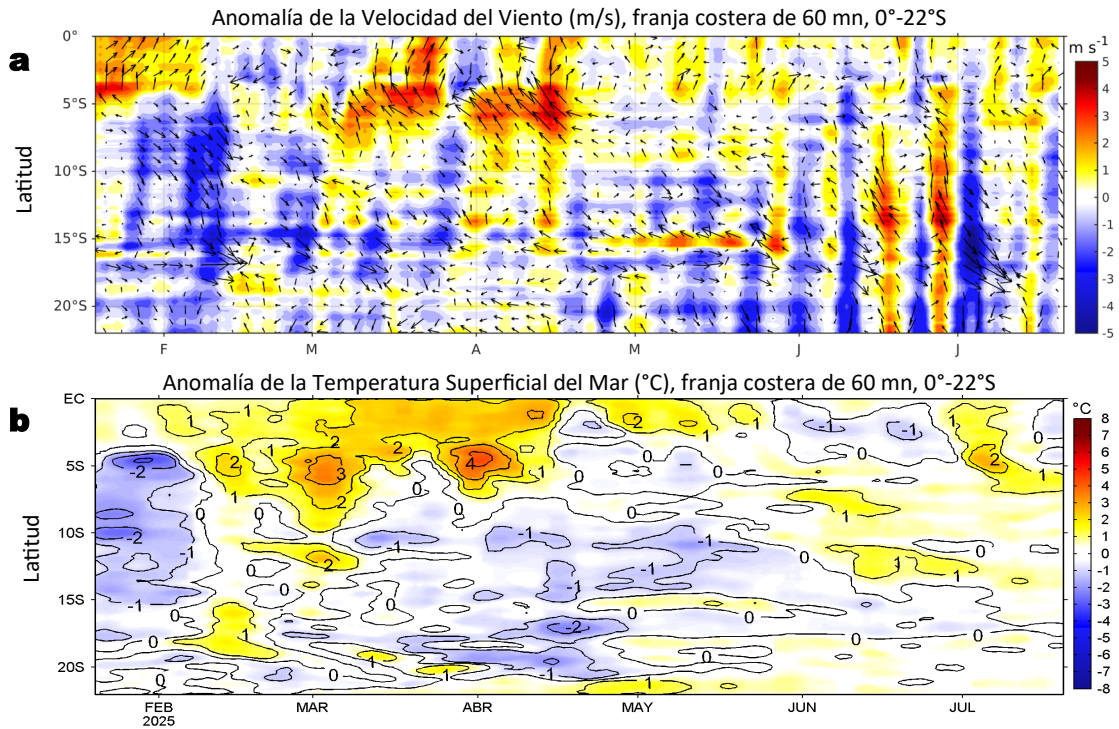 Anomalía de la Velocidad del Viento (m/s), franja costera de 60 mn, 0°-22°S
a
0°
5°S
10°S
15°S
20°S
Latitud
F M A M J J
m s-1
5
4
3
2
1
0
-1
-2
-3
-4
-5
Anomalía de la Temperatura Superficial del Mar (°C), franja costera de 60 mn, 0°-22°S
b
EC
5S
10S
15S
20S
Latitud
FEB MAR ABR MAY JUN JUL
2025
°C
8
7
6
5
4
3
2
1
0
-1
-2
-3
-4
-5
-6
-7
-8